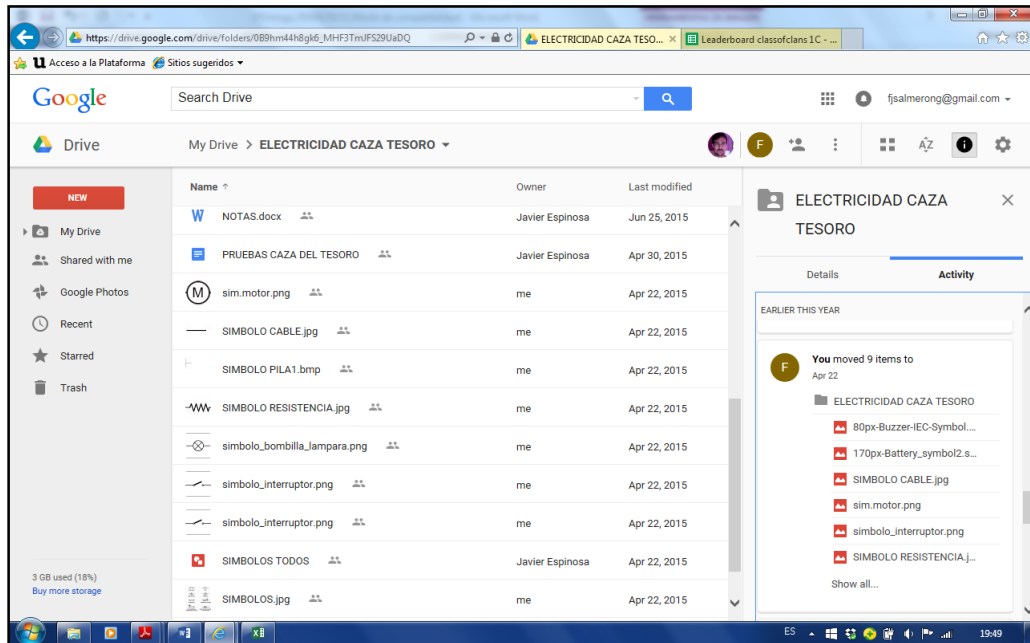 https://drive.google.com/drive/folders/0B9hm44h8gk6_MHF3TmJFS29UaDQ
ELECTRICIDAD CAZA TESO...
Leaderboard classofclans 1C - ...
Acceso a la Plataforma
Sitios sugeridos
Google
Search Drive
fjsalmerong@gmail.com
Drive
My Drive > ELECTRICIDAD CAZA TESORO
F
AZ
NEW
My Drive
Shared with me
Google Photos
Recent
Starred
Trash
3 GB used (18%)
Buy more storage
Name Owner Last modified
NOTAS.docx Javier Espinosa Jun 25, 2015
PRUEBAS CAZA DEL TESORO Javier Espinosa Apr 30, 2015
M sim.motor.png me Apr 22, 2015
SIMBOLO CABLE.jpg me Apr 22, 2015
SIMBOLO PILA1.bmp me Apr 22, 2015
SIMBOLO RESISTENCIA.jpg me Apr 22, 2015
simbolo_bombilla_lampara.png me Apr 22, 2015
simbolo_interruptor.png me Apr 22, 2015
simbolo_interruptor.png me Apr 22, 2015
SIMBOLOS TODOS Javier Espinosa Apr 22, 2015
SIMBOLOS.jpg me Apr 22, 2015
ELECTRICIDAD CAZA
TESORO
Details Activity
EARLIER THIS YEAR
F
You moved 9 items to
Apr 22
ELECTRICIDAD CAZA TESORO
80px-Buzzer-IEC-Symbol....
170px-Battery_symbol2.s...
SIMBOLO CABLE.jpg
sim.motor.png
simbolo_interruptor.png
SIMBOLO RESISTENCIA.j...
Show all...
ES 19:49